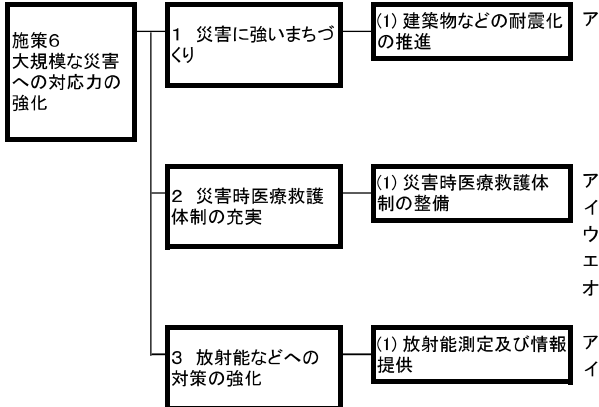 施策６
大規模な災害
への対応力の
強化
１　災害に強いまちづ
くり
(1) 建築物などの耐震化
の推進
ア
２　災害時医療救護
体制の充実
(1) 災害時医療救護体
制の整備
ア
イ
ウ
エ
オ
３　放射能などへの
対策の強化
(1) 放射能測定及び情報
提供
ア
イ